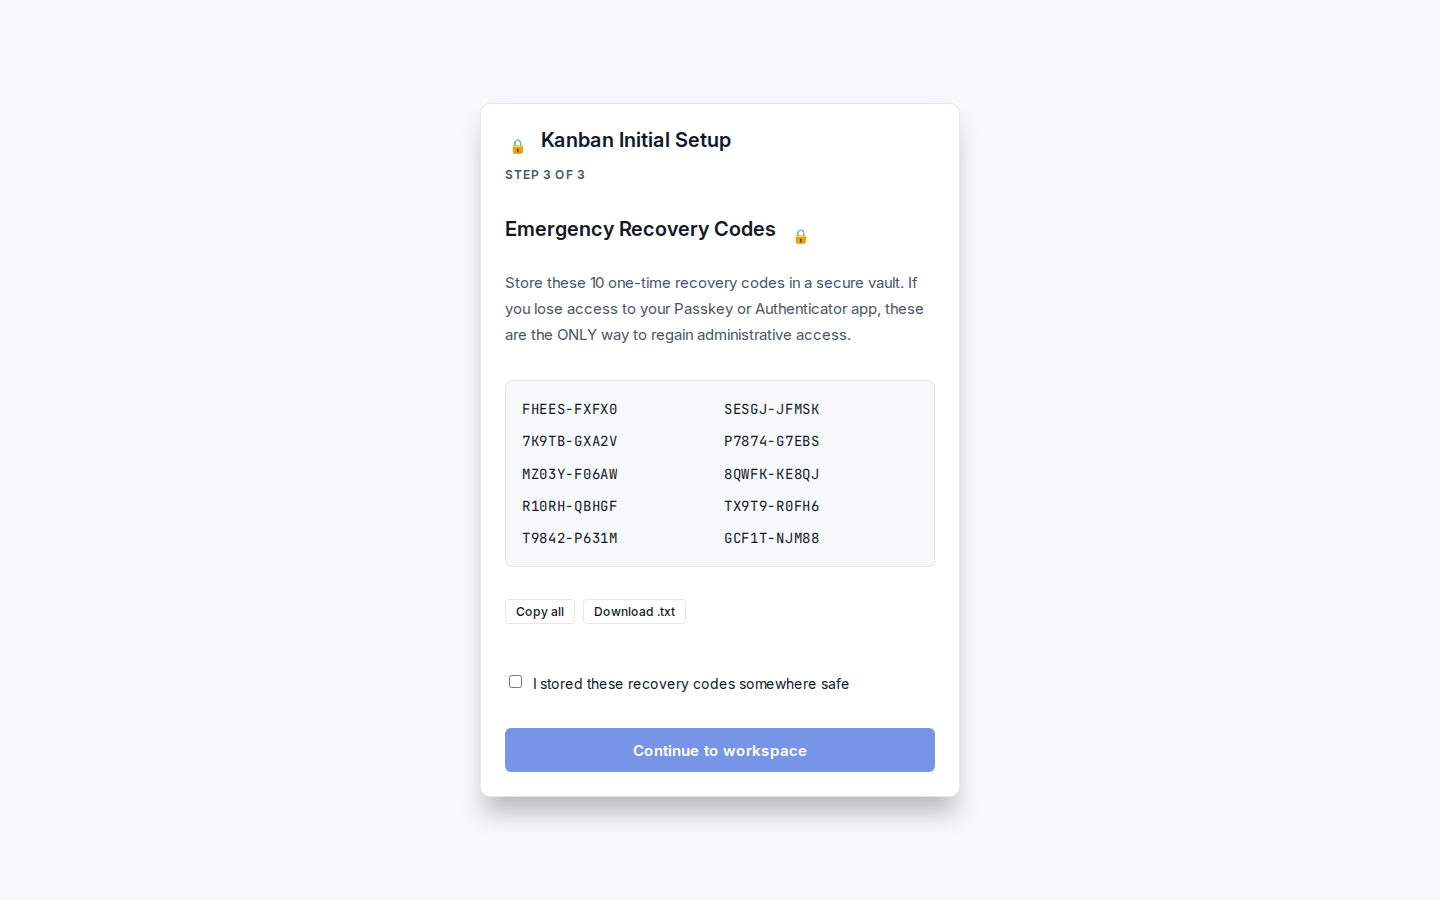 🔒 Kanban Initial Setup
STEP 3 OF 3
Emergency Recovery Codes 🔒
Store these 10 one-time recovery codes in a secure vault. If
you lose access to your Passkey or Authenticator app, these
are the ONLY way to regain administrative access.
FHEES-FXFX0 SESGJ-JFMSK
7K9TB-GXA2V P7874-G7EBS
MZ03Y-F06AW 8QWFK-KE8QJ
R10RH-QBHGF TX9T9-R0FH6
T9842-P631M GCF1T-NJM88
Copy all Download .txt
I stored these recovery codes somewhere safe
Continue to workspace